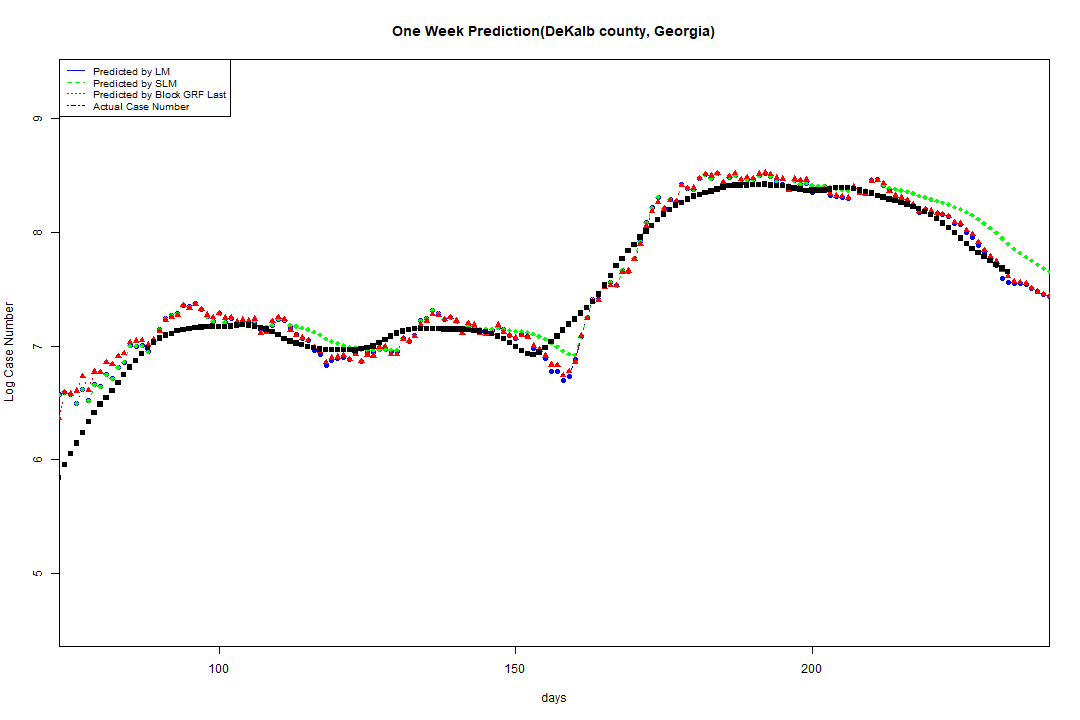 One Week Prediction(DeKalb county, Georgia)
Predicted by LM
Predicted by SLM
Predicted by Block GRF Last
Actual Case Number
9
8
7
6
5
Log Case Number
100 150 200
days